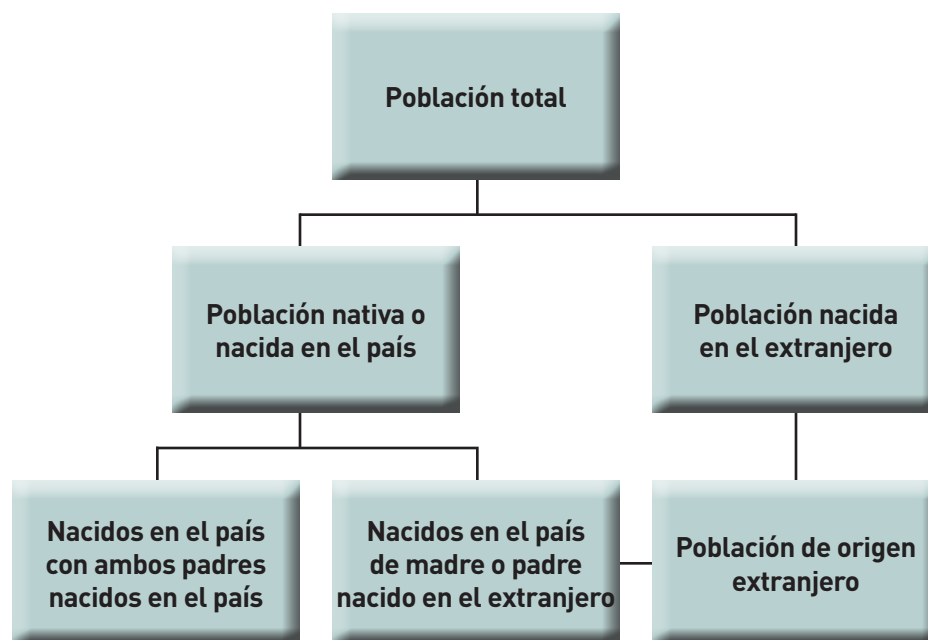 Población total
Población nativa o
nacida en el país
Población nacida
en el extranjero
Nacidos en el país
con ambos padres
nacidos en el país
Nacidos en el país
de madre o padre
nacido en el extranjero
Población de origen
extranjero